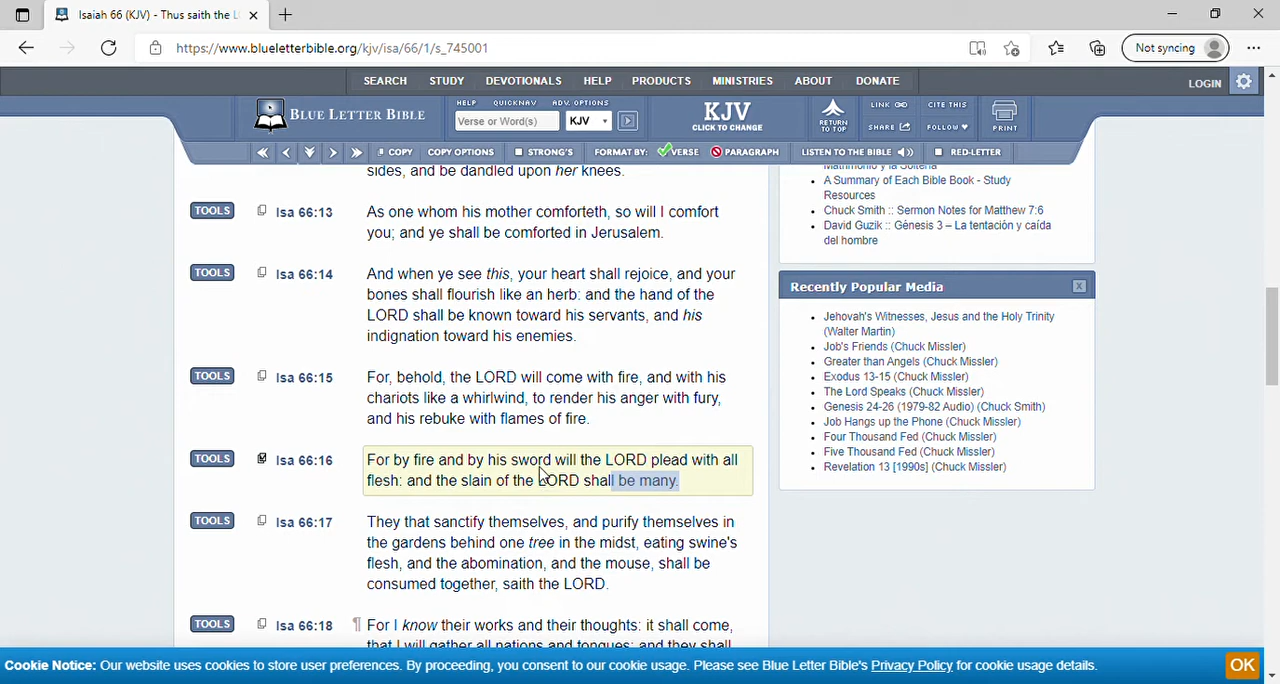 Isaiah 66 (KJV) - Thus saith the L
https://www.blueletterbible.org/kjv/isa/66/1/s_745001
Not syncing
SEARCH STUDY DEVOTIONALS HELP PRODUCTS MINISTRIES ABOUT DONATE
LOGIN
BLUE LETTER BIBLE
HELP QUICKNAV ADV. OPTIONS
Verse or Word(s) KJV
KJV
CLICK TO CHANGE
RETURN
TO TOP
LINK CITE THIS
SHARE FOLLOW
PRINT
COPY COPY OPTIONS STRONG'S FORMAT BY: VERSE PARAGRAPH LISTEN TO THE BIBLE RED-LETTER
sides, and be dandled upon her knees.
TOOLS Isa 66:13 As one whom his mother comforteth, so will I comfort
you; and ye shall be comforted in Jerusalem.
TOOLS Isa 66:14 And when ye see this, your heart shall rejoice, and your
bones shall flourish like an herb: and the hand of the
LORD shall be known toward his servants, and his
indignation toward his enemies.
TOOLS Isa 66:15 For, behold, the LORD will come with fire, and with his
chariots like a whirlwind, to render his anger with fury,
and his rebuke with flames of fire.
TOOLS Isa 66:16 For by fire and by his sword will the LORD plead with all
flesh: and the slain of the LORD shall be many.
TOOLS Isa 66:17 They that sanctify themselves, and purify themselves in
the gardens behind one tree in the midst, eating swine's
flesh, and the abomination, and the mouse, shall be
consumed together, saith the LORD.
TOOLS Isa 66:18 ¶ For I know their works and their thoughts: it shall come,
that I will gather all nations and tongues; and they shall
Matrimonio y la Soltería
A Summary of Each Bible Book - Study
Resources
Chuck Smith :: Sermon Notes for Matthew 7:6
David Guzik :: Génesis 3 – La tentación y caída
del hombre
Recently Popular Media
x
Jehovah's Witnesses, Jesus and the Holy Trinity
(Walter Martin)
Job's Friends (Chuck Missler)
Greater than Angels (Chuck Missler)
Exodus 13-15 (Chuck Missler)
The Lord Speaks (Chuck Missler)
Genesis 24-26 (1979-82 Audio) (Chuck Smith)
Job Hangs up the Phone (Chuck Missler)
Four Thousand Fed (Chuck Missler)
Five Thousand Fed (Chuck Missler)
Revelation 13 [1990s] (Chuck Missler)
Cookie Notice: Our website uses cookies to store user preferences. By proceeding, you consent to our cookie usage. Please see Blue Letter Bible's Privacy Policy for cookie usage details.
OK